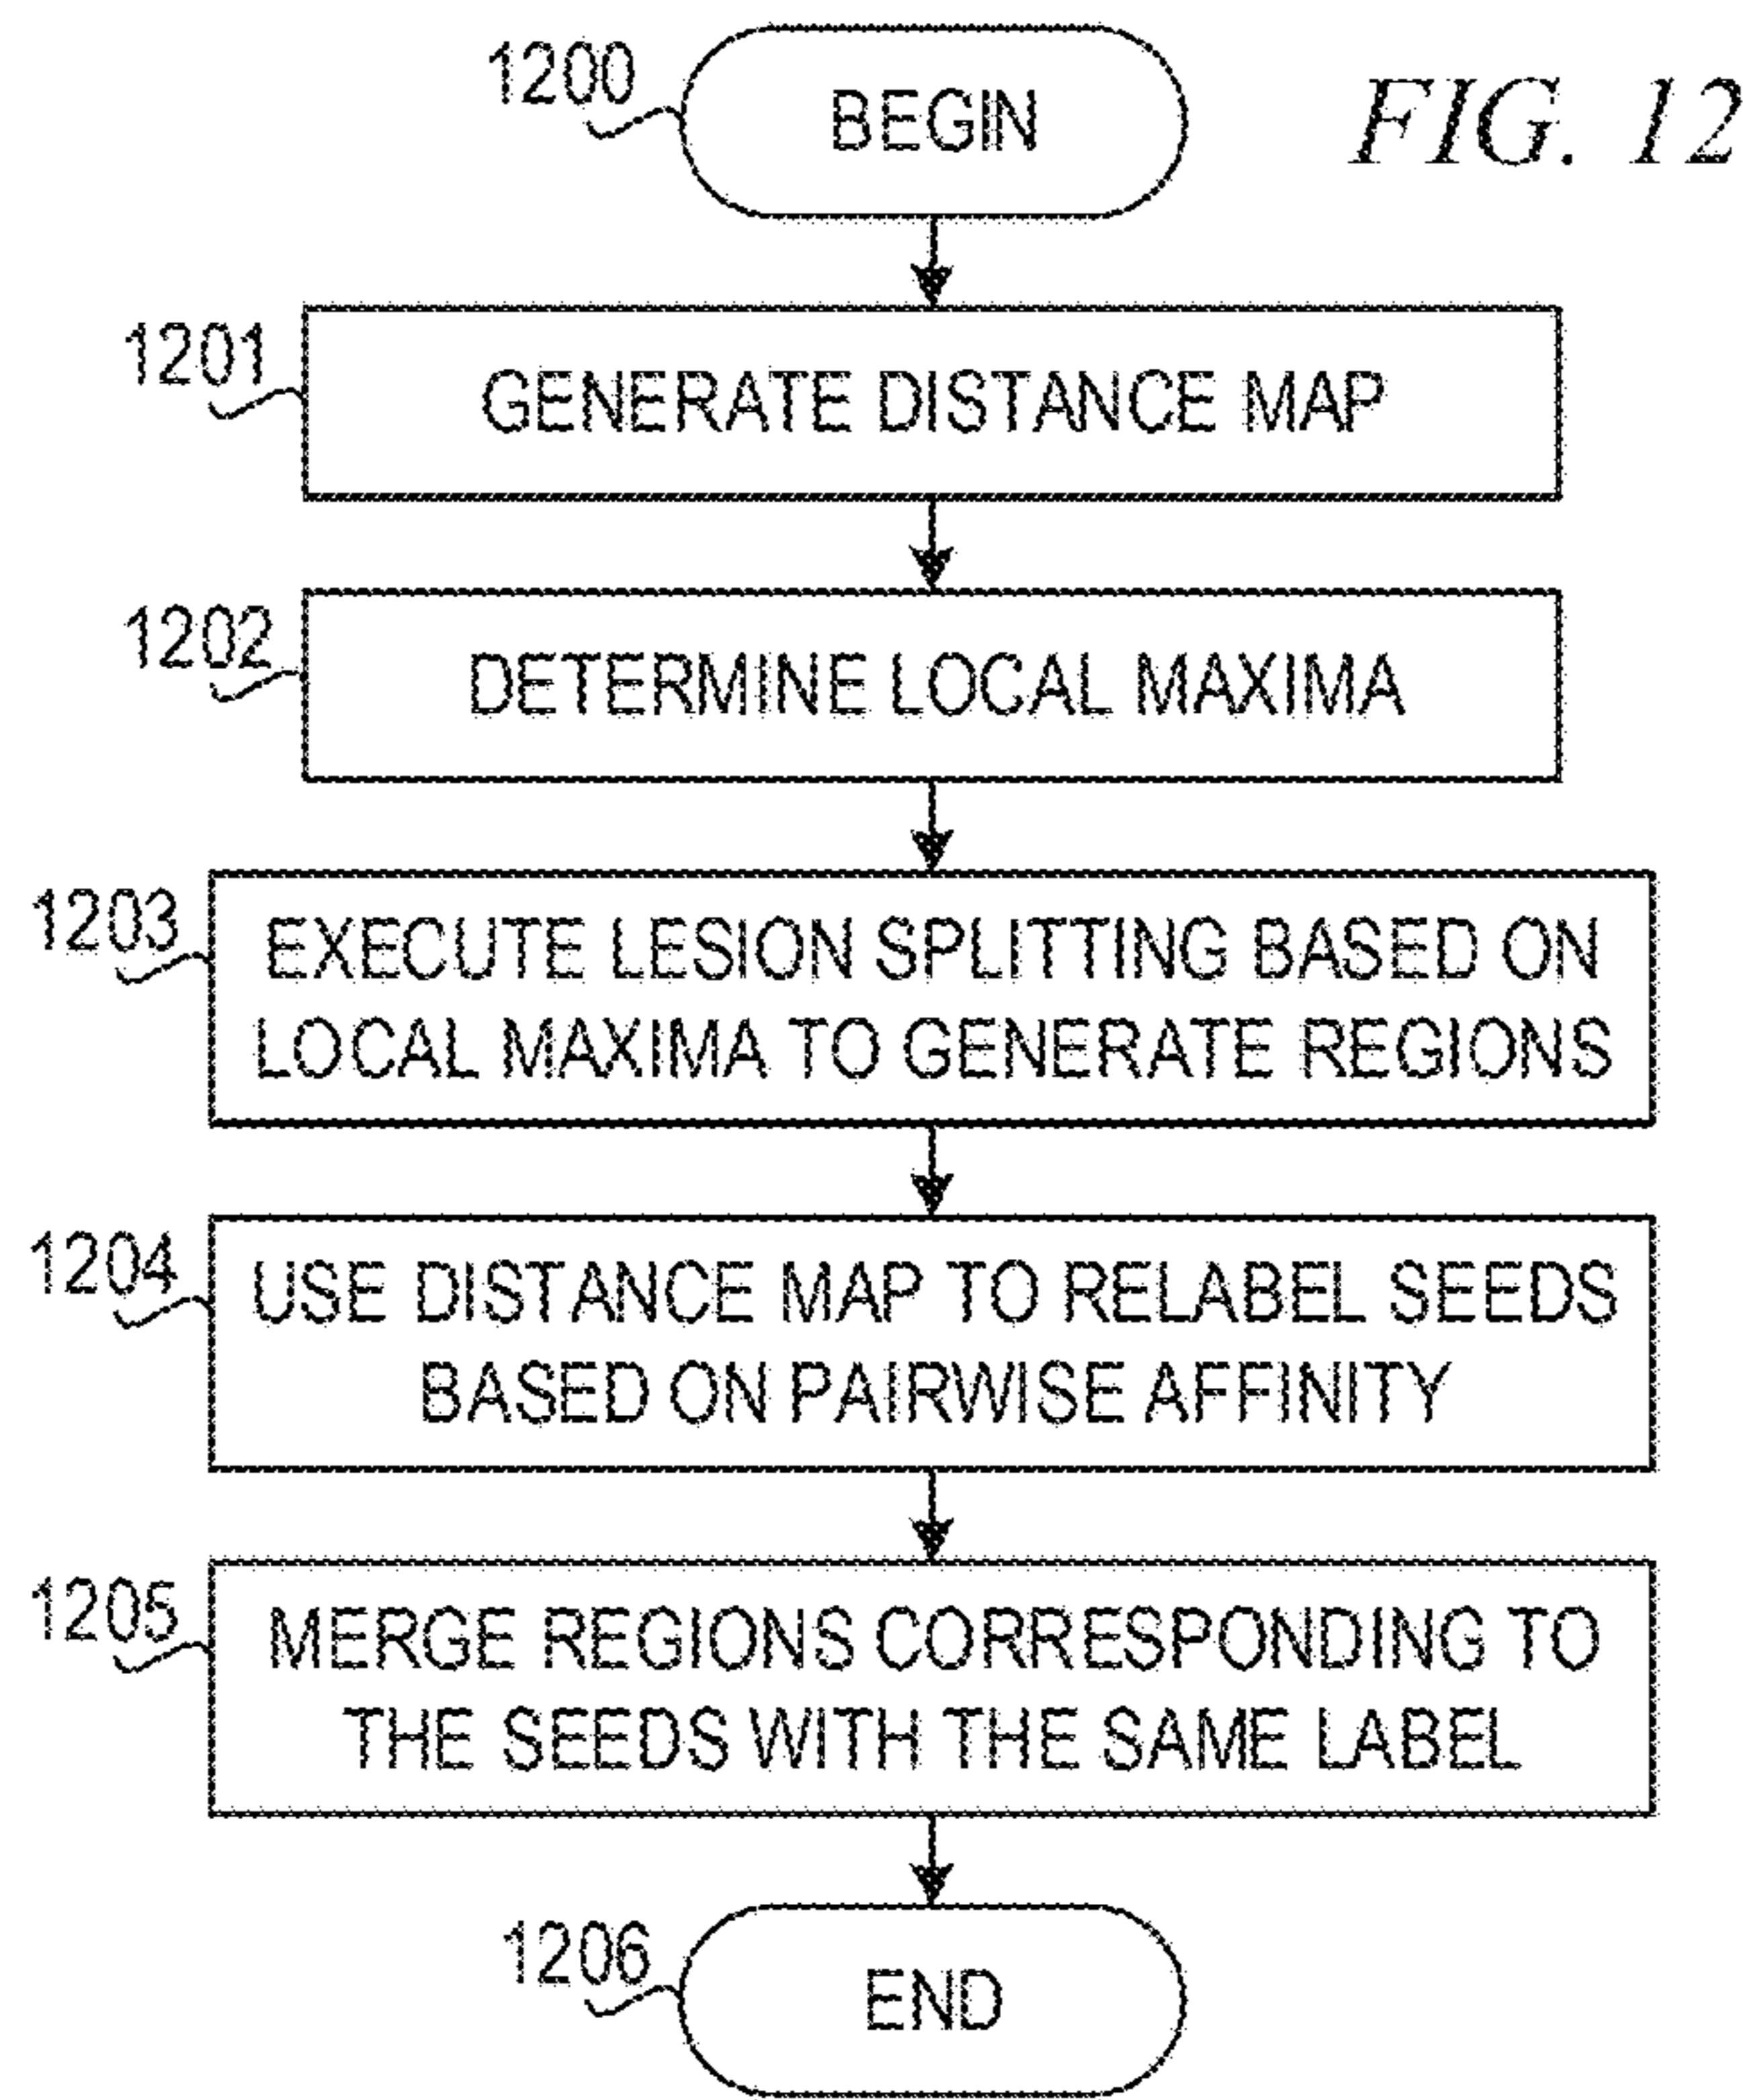 1200
BEGIN
FIG. 12
1201
GENERATE DISTANCE MAP
1202
DETERMINE LOCAL MAXIMA
1203
EXECUTE LESION SPLITTING BASED ON
LOCAL MAXIMA TO GENERATE REGIONS
1204
USE DISTANCE MAP TO RELABEL SEEDS
BASED ON PAIRWISE AFFINITY
1205
MERGE REGIONS CORRESPONDING TO
THE SEEDS WITH THE SAME LABEL
1206
END